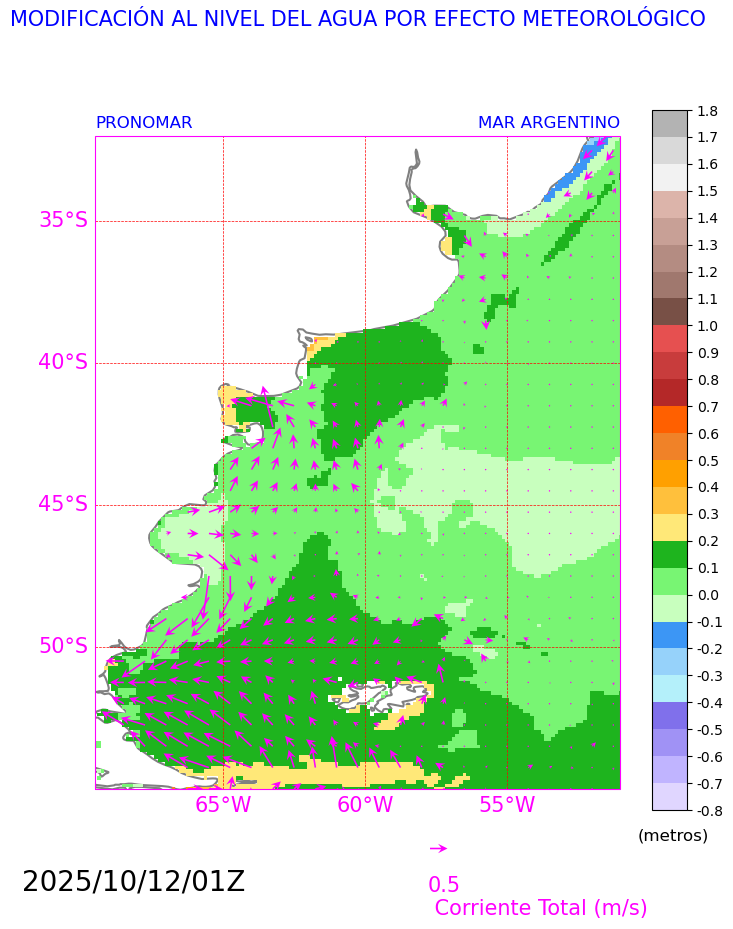 MODIFICACIÓN AL NIVEL DEL AGUA POR EFECTO METEOROLÓGICO
PRONOMAR
MAR ARGENTINO
35°S
40°S
45°S
50°S
65°W
60°W
55°W
1.8
1.7
1.6
1.5
1.4
1.3
1.2
1.1
1.0
0.9
0.8
0.7
0.6
0.5
0.4
0.3
0.2
0.1
0.0
-0.1
-0.2
-0.3
-0.4
-0.5
-0.6
-0.7
-0.8
(metros)
2025/10/12/01Z
0.5
Corriente Total (m/s)